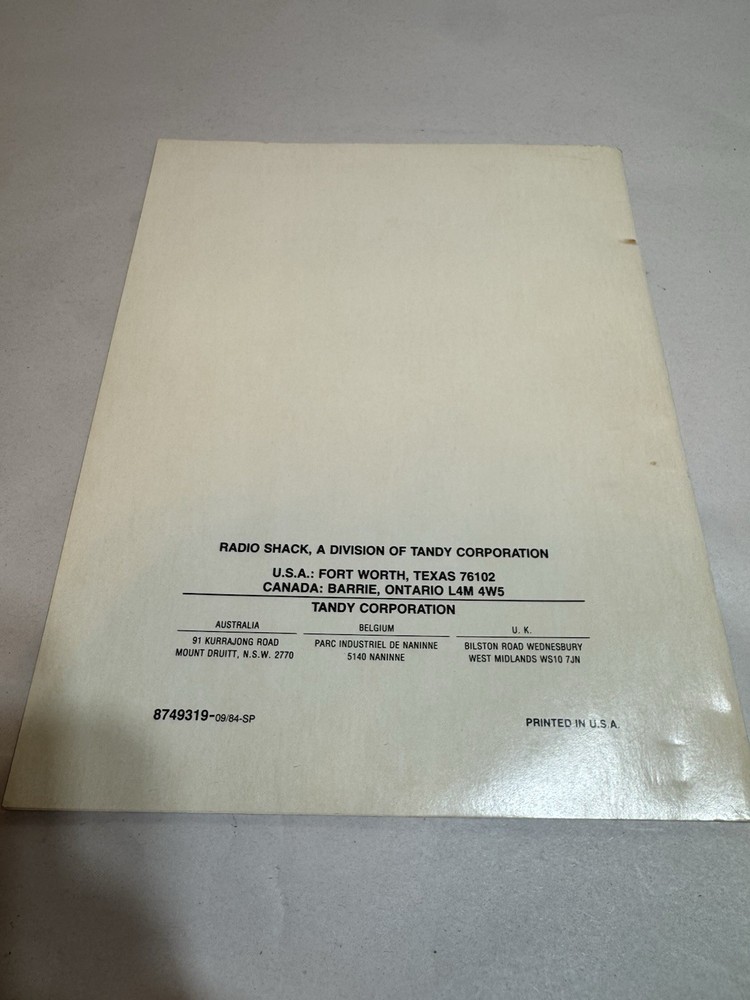 RADIO SHACK, A DIVISION OF TANDY CORPORATION
U.S.A.: FORT WORTH, TEXAS 76102
CANADA: BARRIE, ONTARIO L4M 4W5
TANDY CORPORATION
AUSTRALIA
91 KURRAJONG ROAD
MOUNT DRUITT, N.S.W. 2770
BELGIUM
PARC INDUSTRIEL DE NANINNE
5140 NANINNE
U. K.
BILSTON ROAD WEDNESBURY
WEST MIDLANDS WS10 7JN
8749319-09/84-SP
PRINTED IN U.S.A.